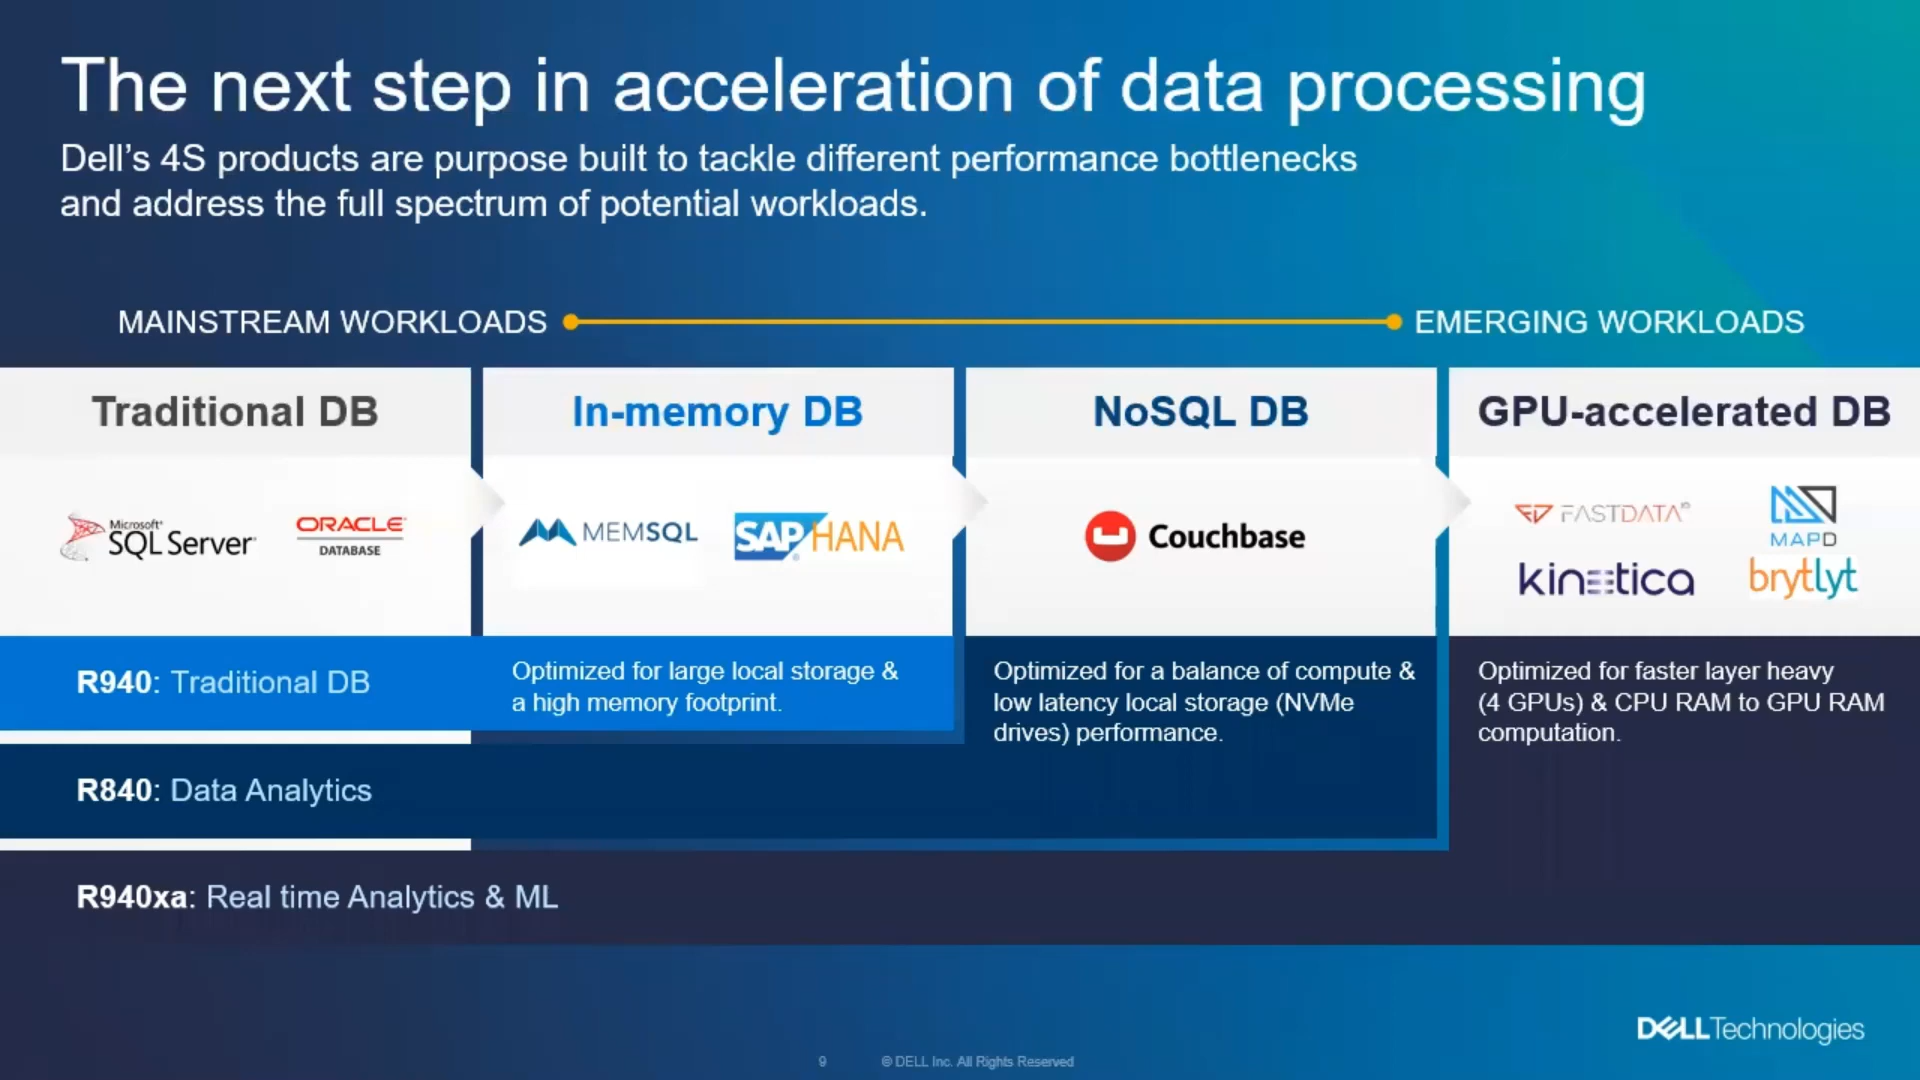 The next step in acceleration of data processing
Dell's 4S products are purpose built to tackle different performance bottlenecks
and address the full spectrum of potential workloads.
MAINSTREAM WORKLOADS
EMERGING WORKLOADS
Traditional DB
In-memory DB
NoSQL DB
GPU-accelerated DB
Microsoft
SQL Server
ORACLE
DATABASE
MEMSQL
SAP HANA
Couchbase
FASTDATA
MAPD
kinetica
brytlyt
R940: Traditional DB
Optimized for large local storage &
a high memory footprint.
Optimized for a balance of compute &
low latency local storage (NVMe
drives) performance.
Optimized for faster layer heavy
(4 GPUs) & CPU RAM to GPU RAM
computation.
R840: Data Analytics
R940xa: Real time Analytics & ML
DELL Technologies
9
© DELL Inc. All Rights Reserved